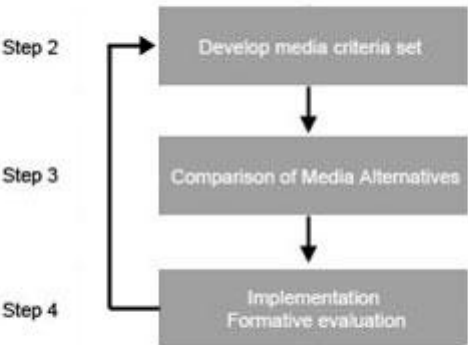 Step 2
Develop media criteria set
Step 3
Comparison of Media Alternatives
Step 4
Implementation
Formative evaluation